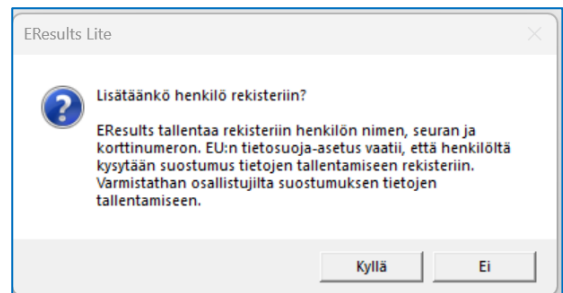 EResults Lite
Lisätäänkö henkilö rekisteriin?
EResults tallentaa rekisteriin henkilön nimen, seuran ja
korttinumeron. EU:n tietosuoja-asetus vaatii, että henkilöltä
kysytään suostumus tietojen tallentamiseen rekisteriin.
Varmistathan osallistujilta suostumuksen tietojen
tallentamiseen.
Kyllä
Ei